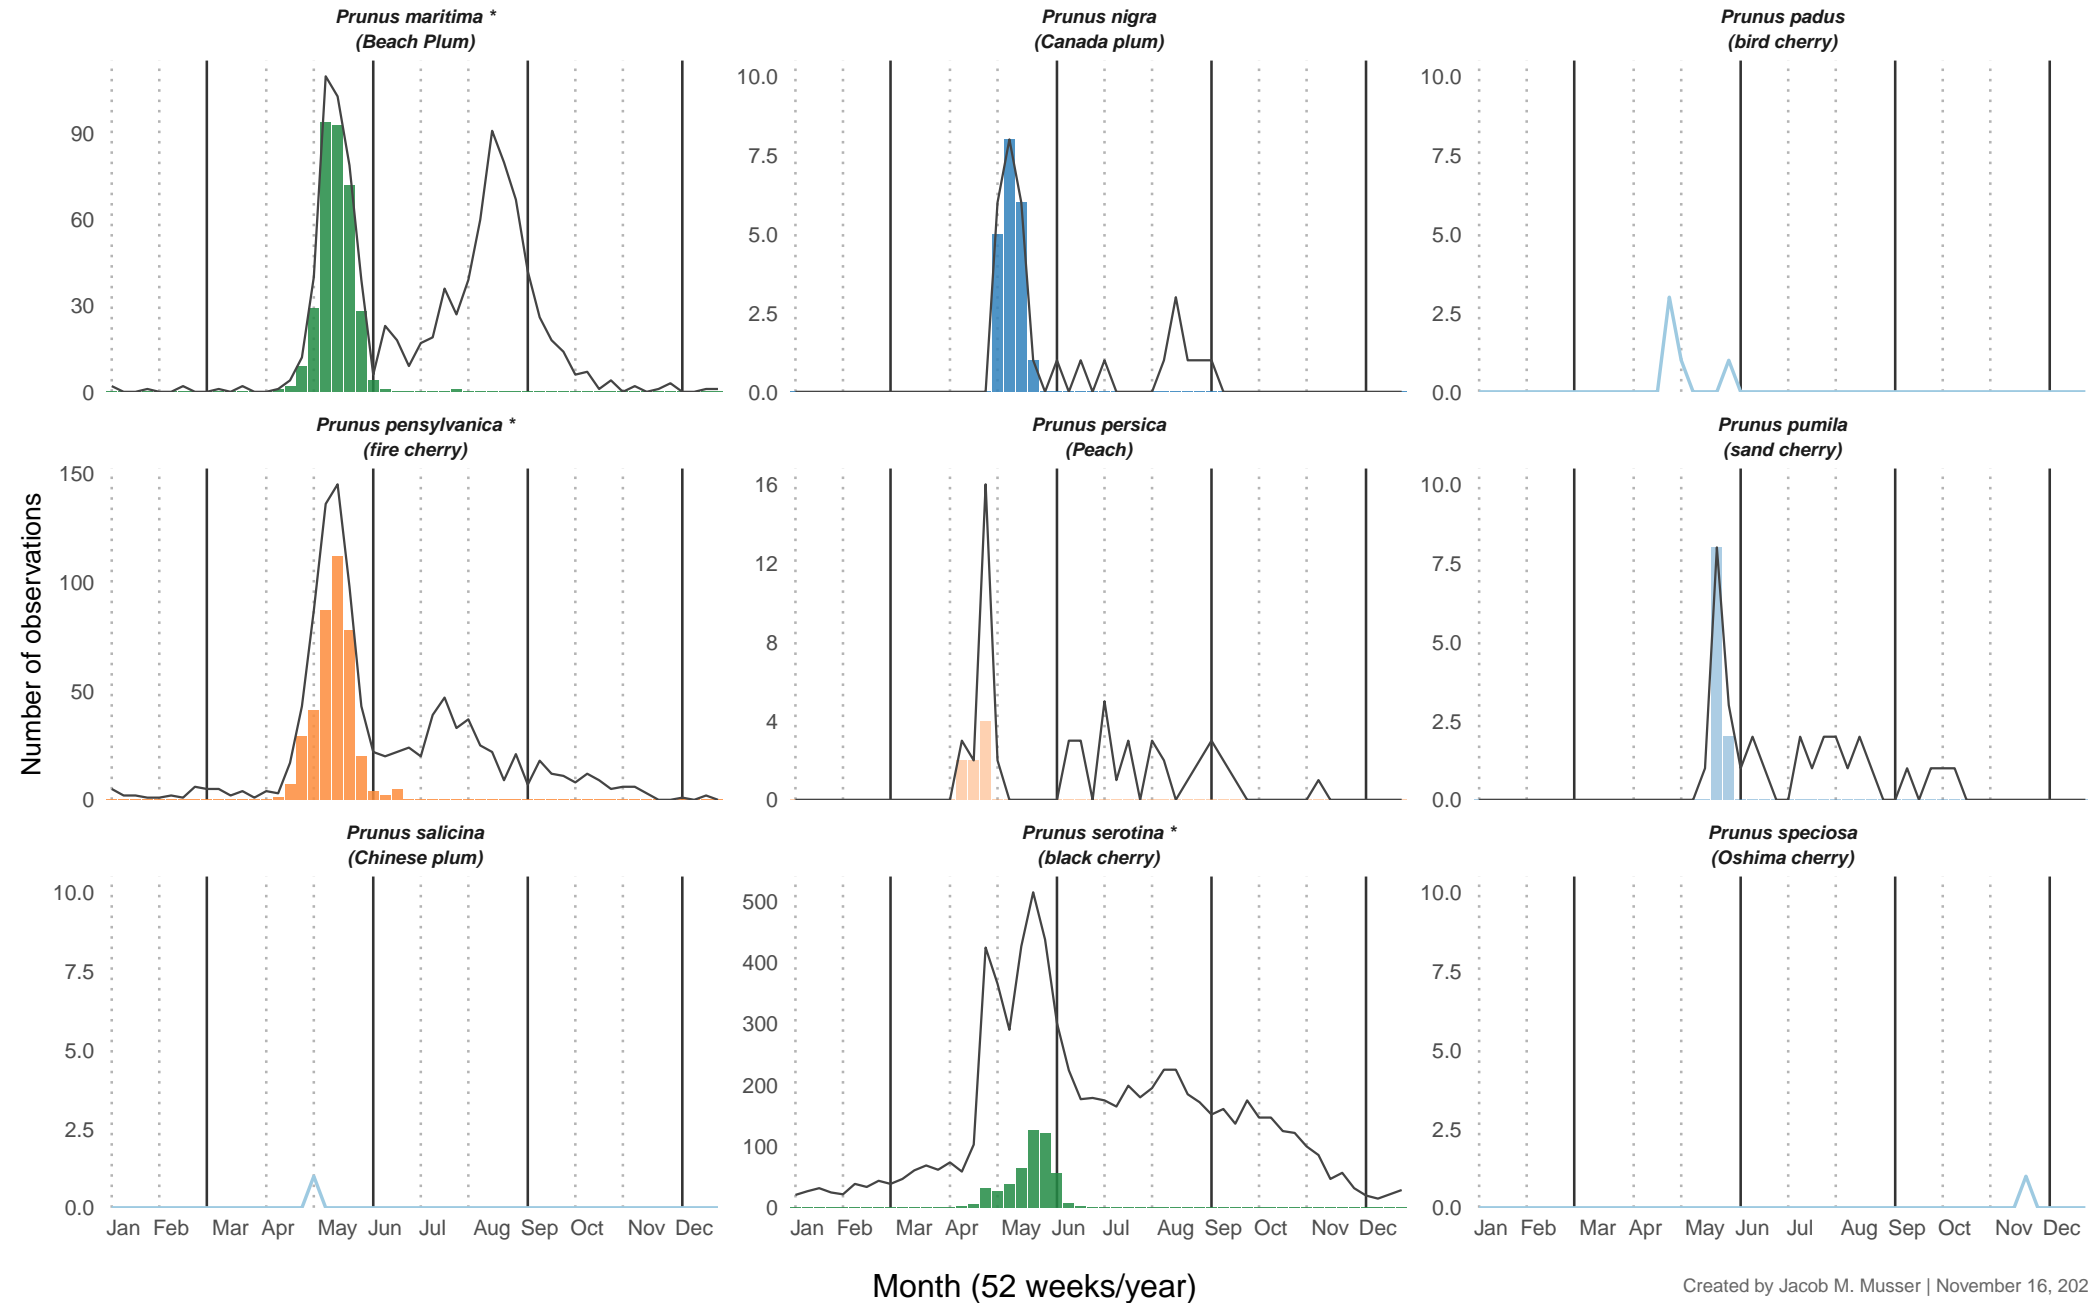 Prunus maritima *
(Beach Plum)
Prunus nigra
(Canada plum)
Prunus padus
(bird cherry)
90
60
30
0
10.0
7.5
5.0
2.5
0.0
10.0
7.5
5.0
2.5
0.0
Number of observations
Prunus pensylvanica *
(fire cherry)
Prunus persica
(Peach)
Prunus pumila
(sand cherry)
150
100
50
0
16
12
8
4
0
10.0
7.5
5.0
2.5
0.0
Prunus salicina
(Chinese plum)
Prunus serotina *
(black cherry)
Prunus speciosa
(Oshima cherry)
10.0
7.5
5.0
2.5
0.0
500
400
300
200
100
0
10.0
7.5
5.0
2.5
0.0
Jan Feb Mar Apr May Jun Jul Aug Sep Oct Nov Dec
Jan Feb Mar Apr May Jun Jul Aug Sep Oct Nov Dec
Jan Feb Mar Apr May Jun Jul Aug Sep Oct Nov Dec
Month (52 weeks/year)
Created by Jacob M. Musser | November 16, 202